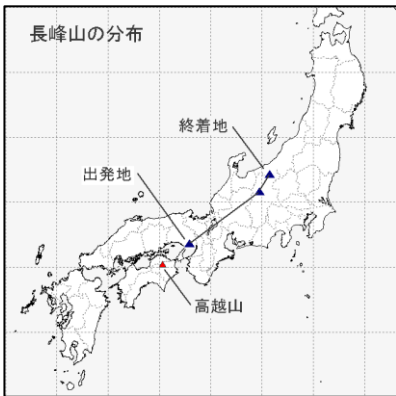 長峰山の分布
終着地
出発地
高越山